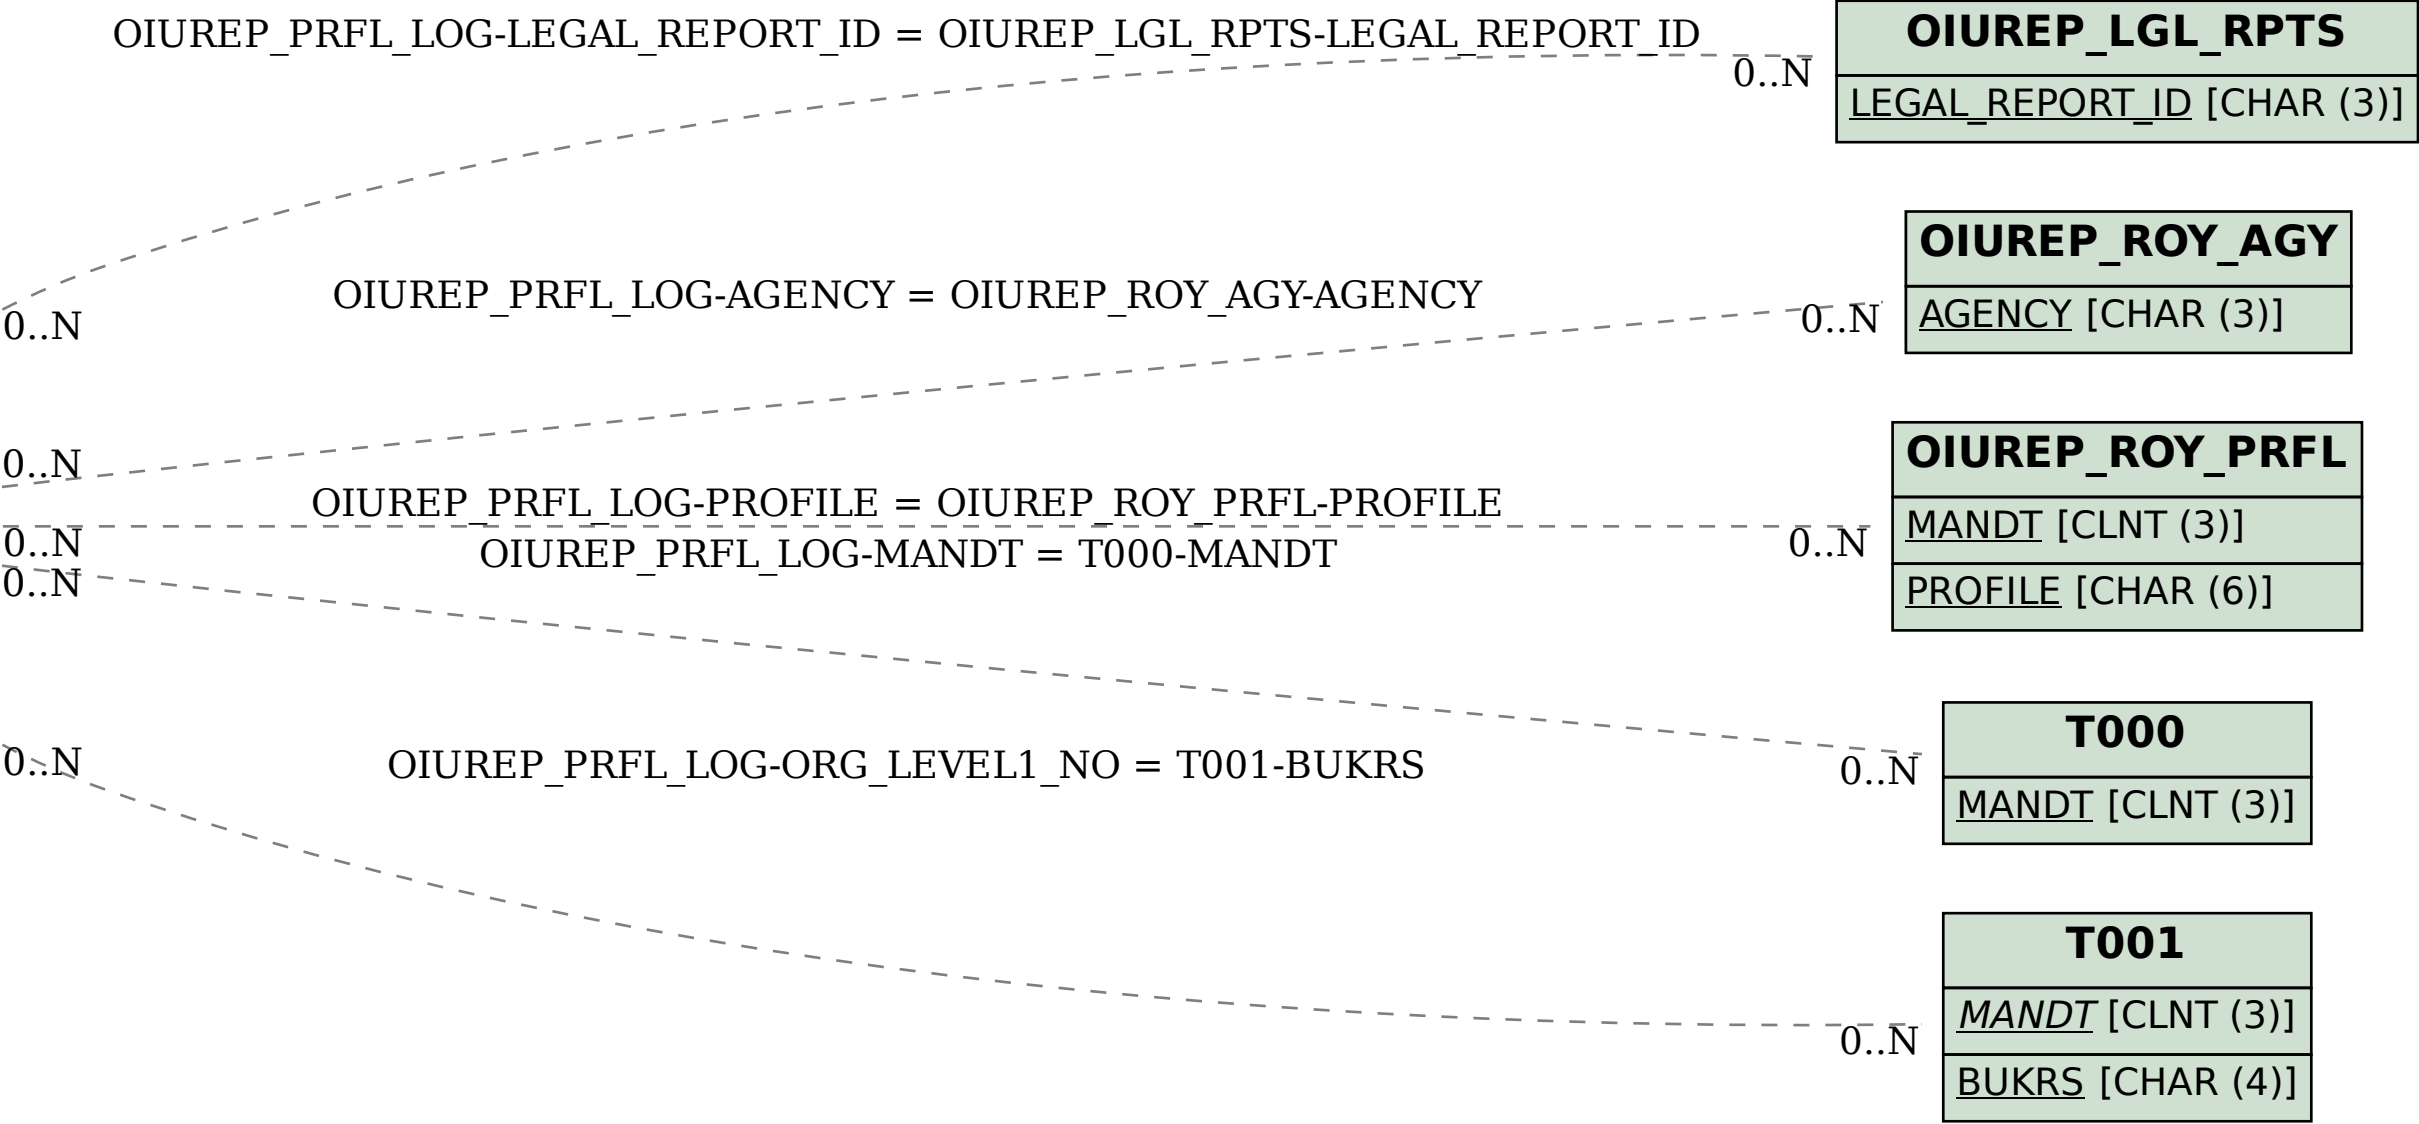 OIUREP_PRFL_LOG-LEGAL_REPORT_ID = OIUREP_LGL_RPTS-LEGAL_REPORT_ID
0..N
0..N
OIUREP_LGL_RPTS
LEGAL_REPORT_ID [CHAR (3)]
OIUREP_PRFL_LOG-AGENCY = OIUREP_ROY_AGY-AGENCY
0..N
0..N
OIUREP_ROY_AGY
AGENCY [CHAR (3)]
OIUREP_PRFL_LOG-PROFILE = OIUREP_ROY_PRFL-PROFILE
0..N
0..N
OIUREP_ROY_PRFL
MANDT [CLNT (3)]
PROFILE [CHAR (6)]
OIUREP_PRFL_LOG-MANDT = T000-MANDT
0..N
0..N
T000
MANDT [CLNT (3)]
OIUREP_PRFL_LOG-ORG_LEVEL1_NO = T001-BUKRS
0..N
0..N
T001
MANDT [CLNT (3)]
BUKRS [CHAR (4)]